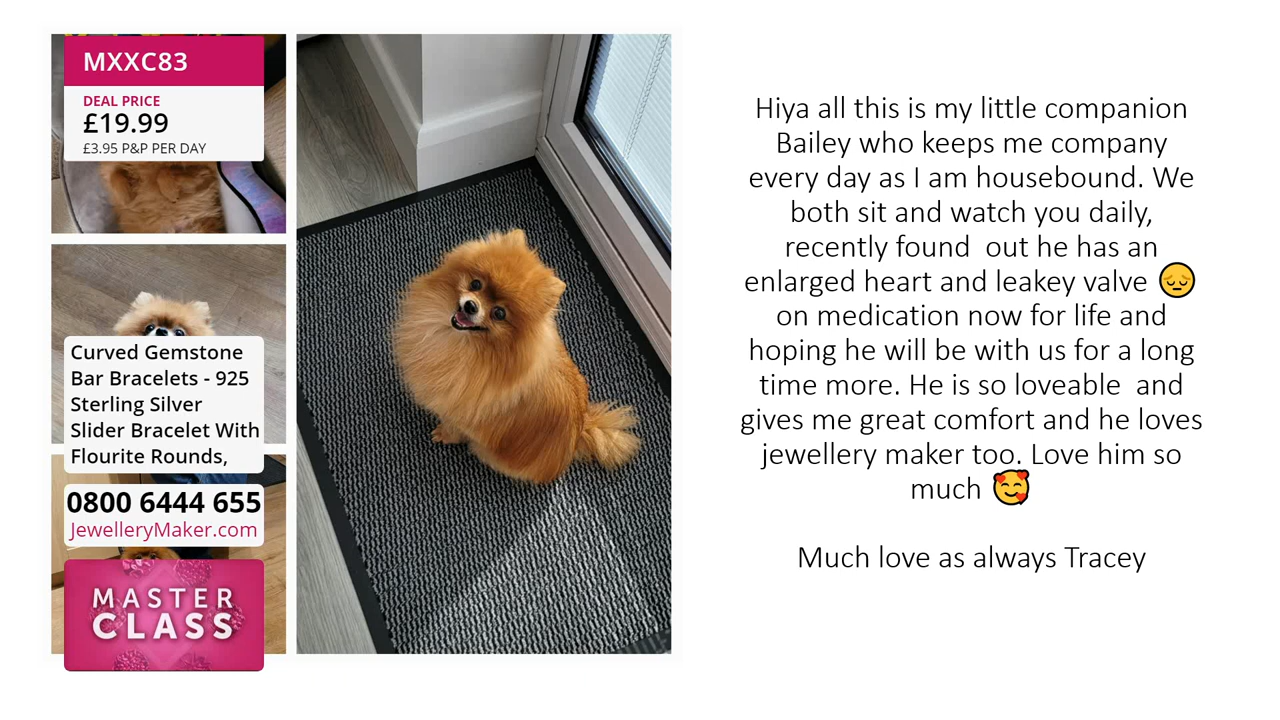 MXXC83
DEAL PRICE
£19.99
£3.95 P&P PER DAY
Curved Gemstone
Bar Bracelets - 925
Sterling Silver
Slider Bracelet With
Flourite Rounds,
0800 6444 655
JewelleryMaker.com
MASTER
CLASS
Hiya all this is my little companion
Bailey who keeps me company
every day as I am housebound. We
both sit and watch you daily,
recently found  out he has an
enlarged heart and leakey valve 😔
on medication now for life and
hoping he will be with us for a long
time more. He is so loveable  and
gives me great comfort and he loves
jewellery maker too. Love him so
much 🥰
Much love as always Tracey